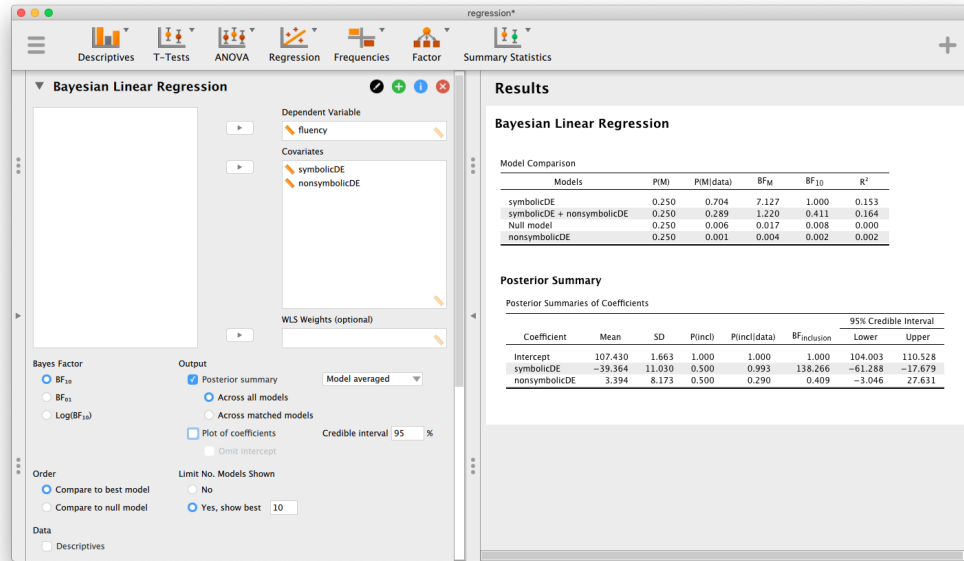 regression*
Descriptives T-Tests ANOVA Regression Frequencies Factor Summary Statistics
Bayesian Linear Regression
Dependent Variable
fluency
Covariates
symbolicDE
nonsymbolicDE
WLS Weights (optional)
Bayes Factor
BF₁₀
BF₀₁
Log(BF₁₀)
Output
Posterior summary Model averaged
Across all models
Across matched models
Plot of coefficients Credible interval 95 %
Omit intercept
Order
Compare to best model
Compare to null model
Limit No. Models Shown
No
Yes, show best 10
Data
Descriptives
Results
Bayesian Linear Regression
Model Comparison
Models P(M) P(M|data) BF_M BF₁₀ R²
symbolicDE 0.250 0.704 7.127 1.000 0.153
symbolicDE + nonsymbolicDE 0.250 0.289 1.220 0.411 0.164
Null model 0.250 0.006 0.017 0.008 0.000
nonsymbolicDE 0.250 0.001 0.004 0.002 0.002
Posterior Summary
Posterior Summaries of Coefficients
95% Credible Interval
Coefficient Mean SD P(incl) P(incl|data) BF_inclusion Lower Upper
Intercept 107.430 1.663 1.000 1.000 1.000 104.003 110.528
symbolicDE −39.364 11.030 0.500 0.993 138.266 −61.288 −17.679
nonsymbolicDE 3.394 8.173 0.500 0.290 0.409 −3.046 27.631